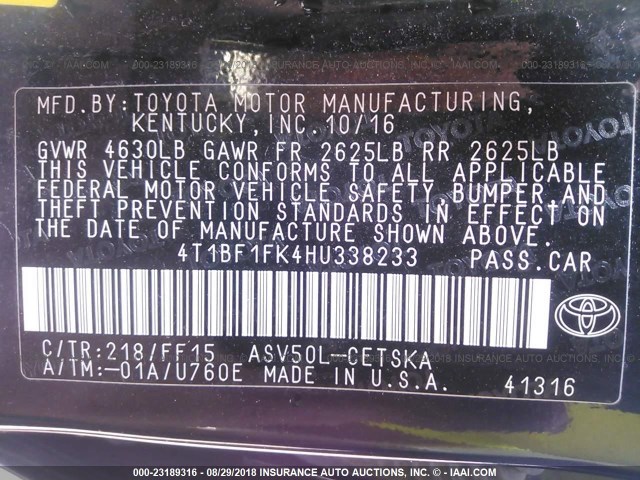 MFD. BY: TOYOTA MOTOR MANUFACTURING,
KENTUCKY, INC. 10/16
GVWR 4630LB GAWR FR 2625LB RR 2625LB
THIS VEHICLE CONFORMS TO ALL APPLICABLE
FEDERAL MOTOR VEHICLE SAFETY, BUMPER, AND
THEFT PREVENTION STANDARDS IN EFFECT ON
THE DATE OF MANUFACTURE SHOWN ABOVE.
4T1BF1FK4HU338233 PASS. CAR
C/TR: 218/FF15 ASV50L-CETSKA
A/TM: -01A/U760E MADE IN U.S.A. 41316
000-23189316 - 08/29/2018 INSURANCE AUTO AUCTIONS, INC. ® - © IAAI.COM